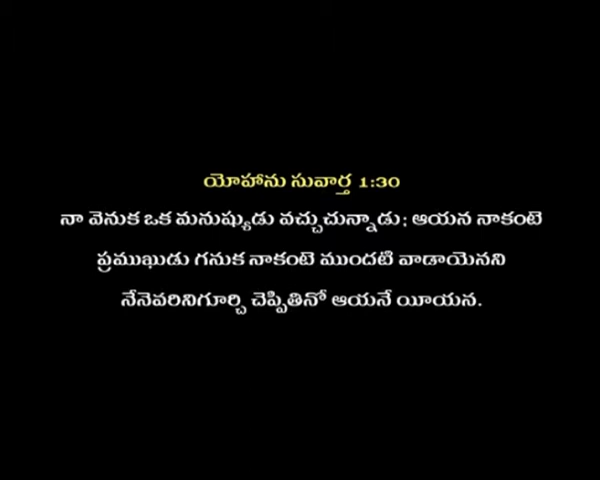 యోహాను సువార్త 1:30
నా వెనుక ఒక మనుష్యుడు వచ్చుచున్నాడు; ఆయన నాకంటె
ప్రముఖుడు గనుక నాకంటె ముందటి వాడాయెనని
నేనెవరినిగూర్చి చెప్పితినో ఆయనే యీయన.